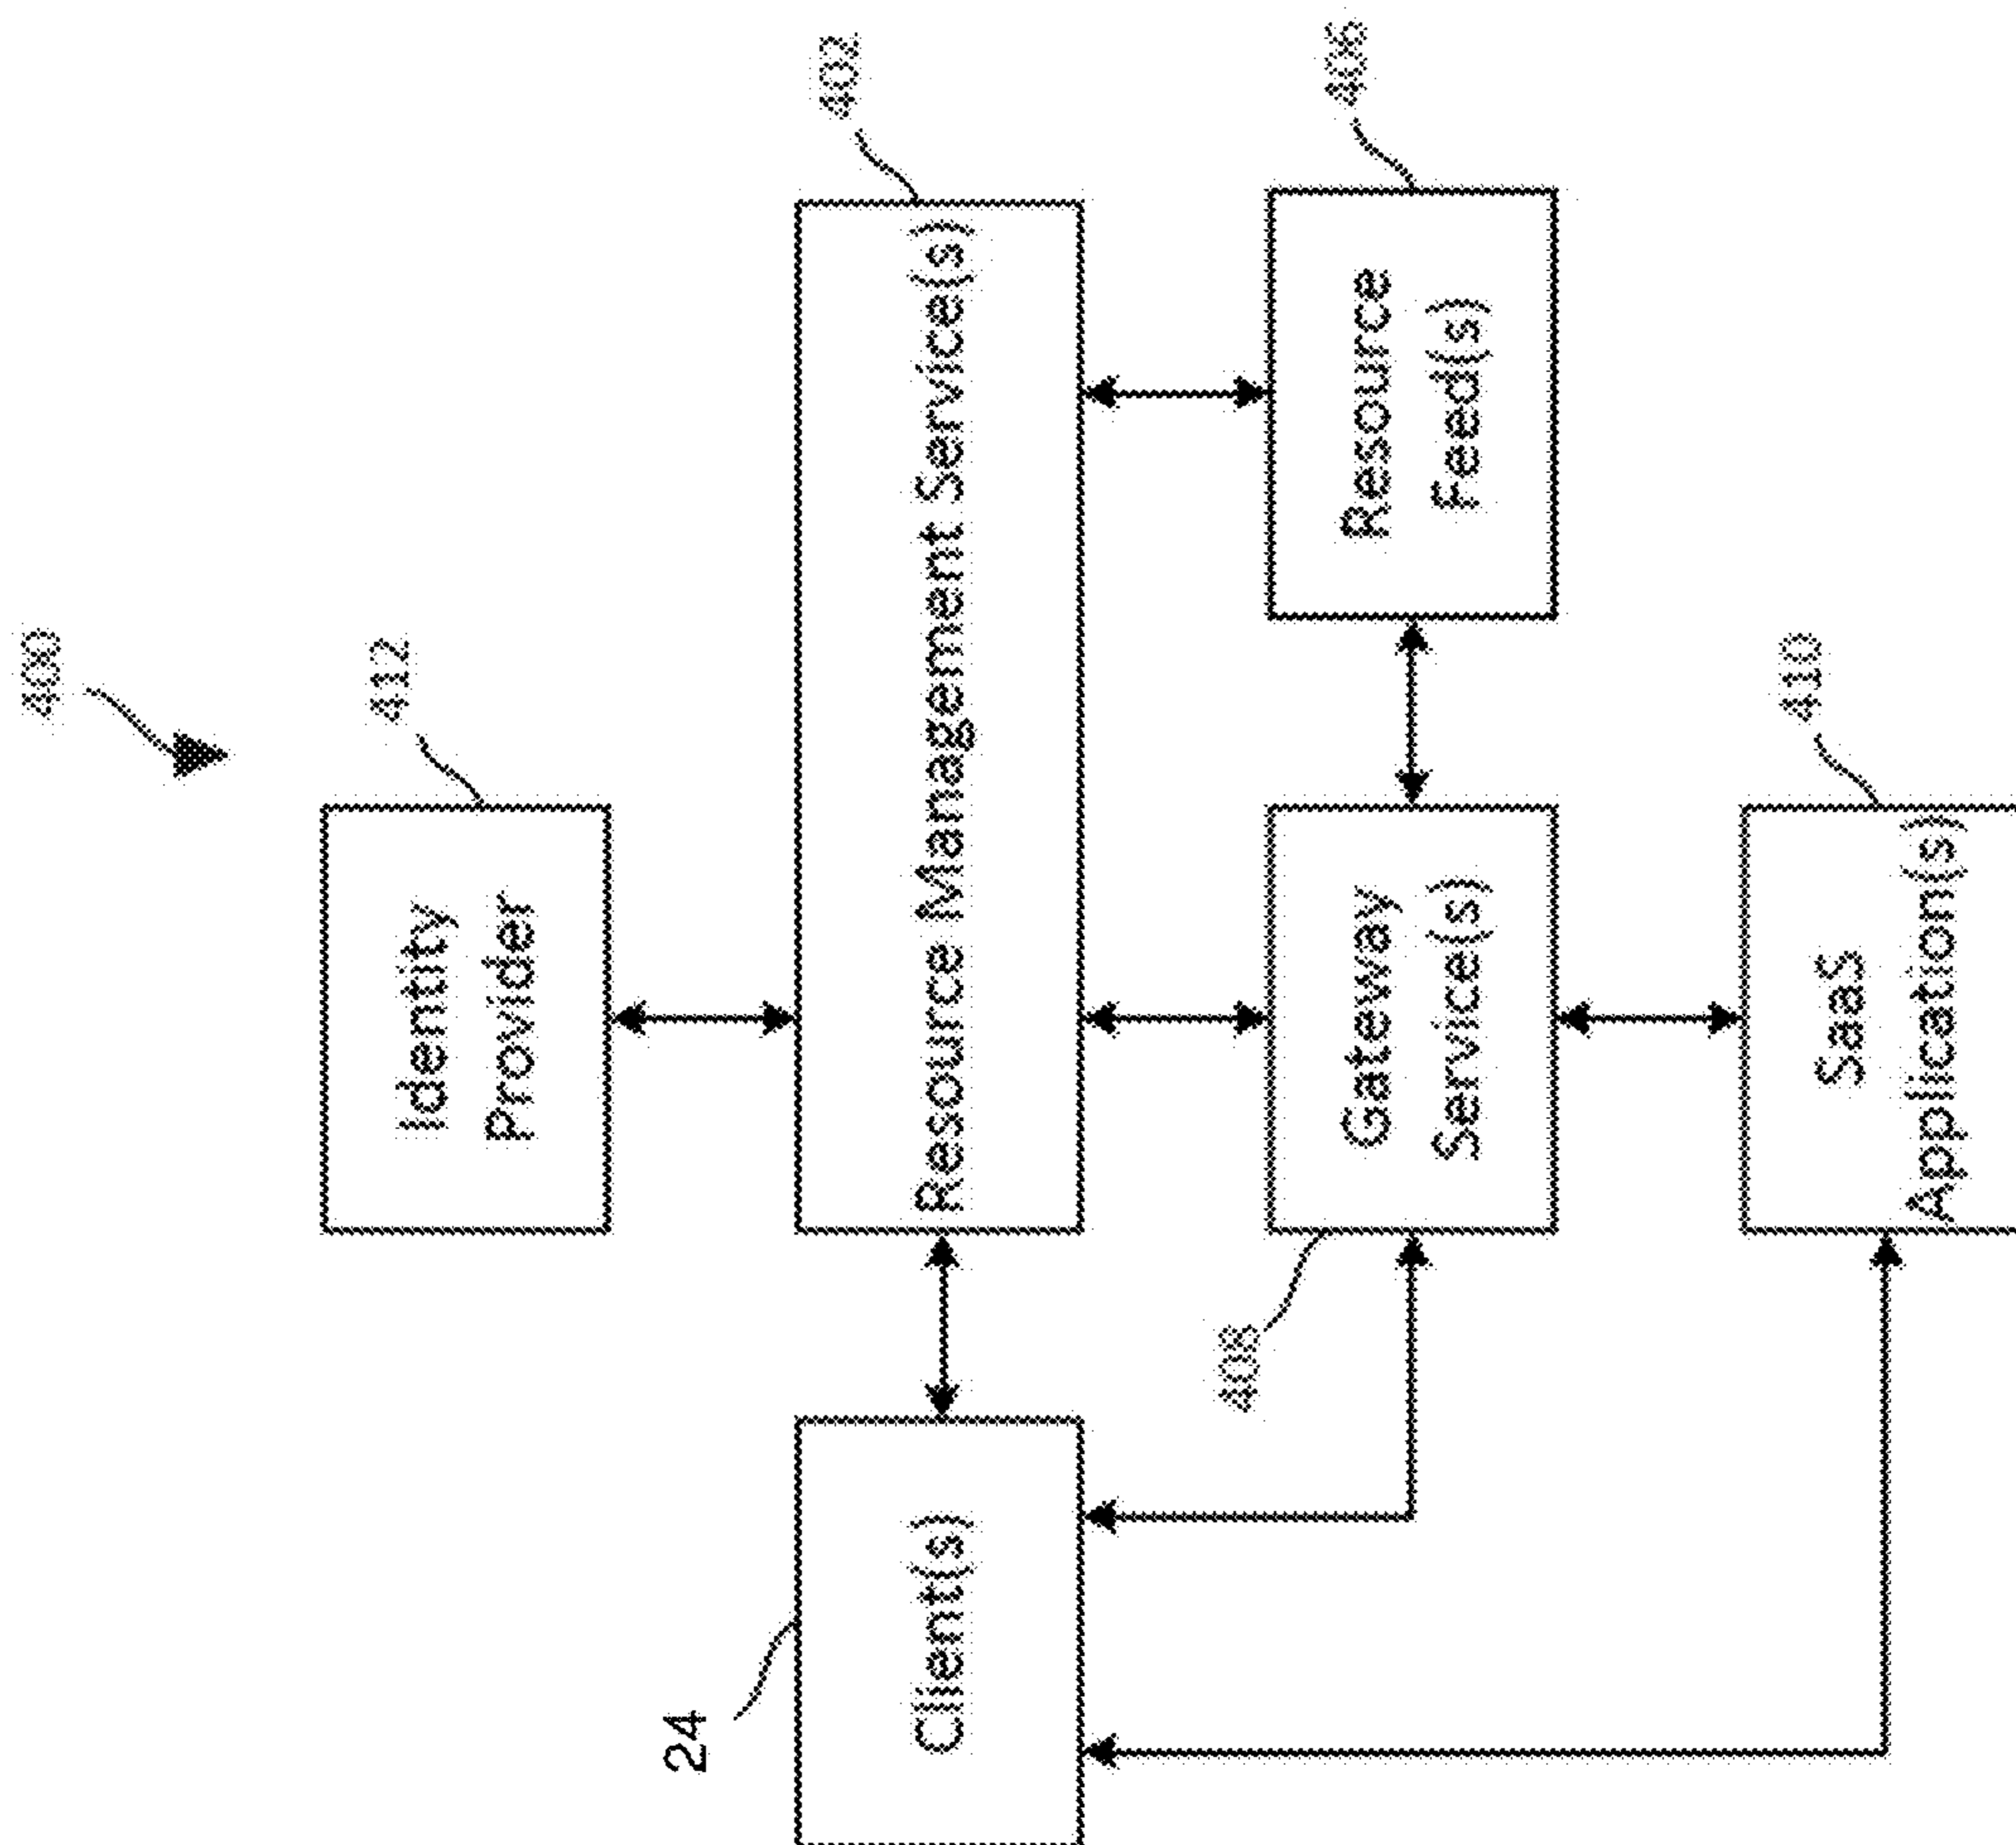 400
412
Identity
Provider
24
402
Client(s)
Resource Management Service(s)
408
406
Gateway
Service(s)
Resource
Feed(s)
410
SaaS
Application(s)